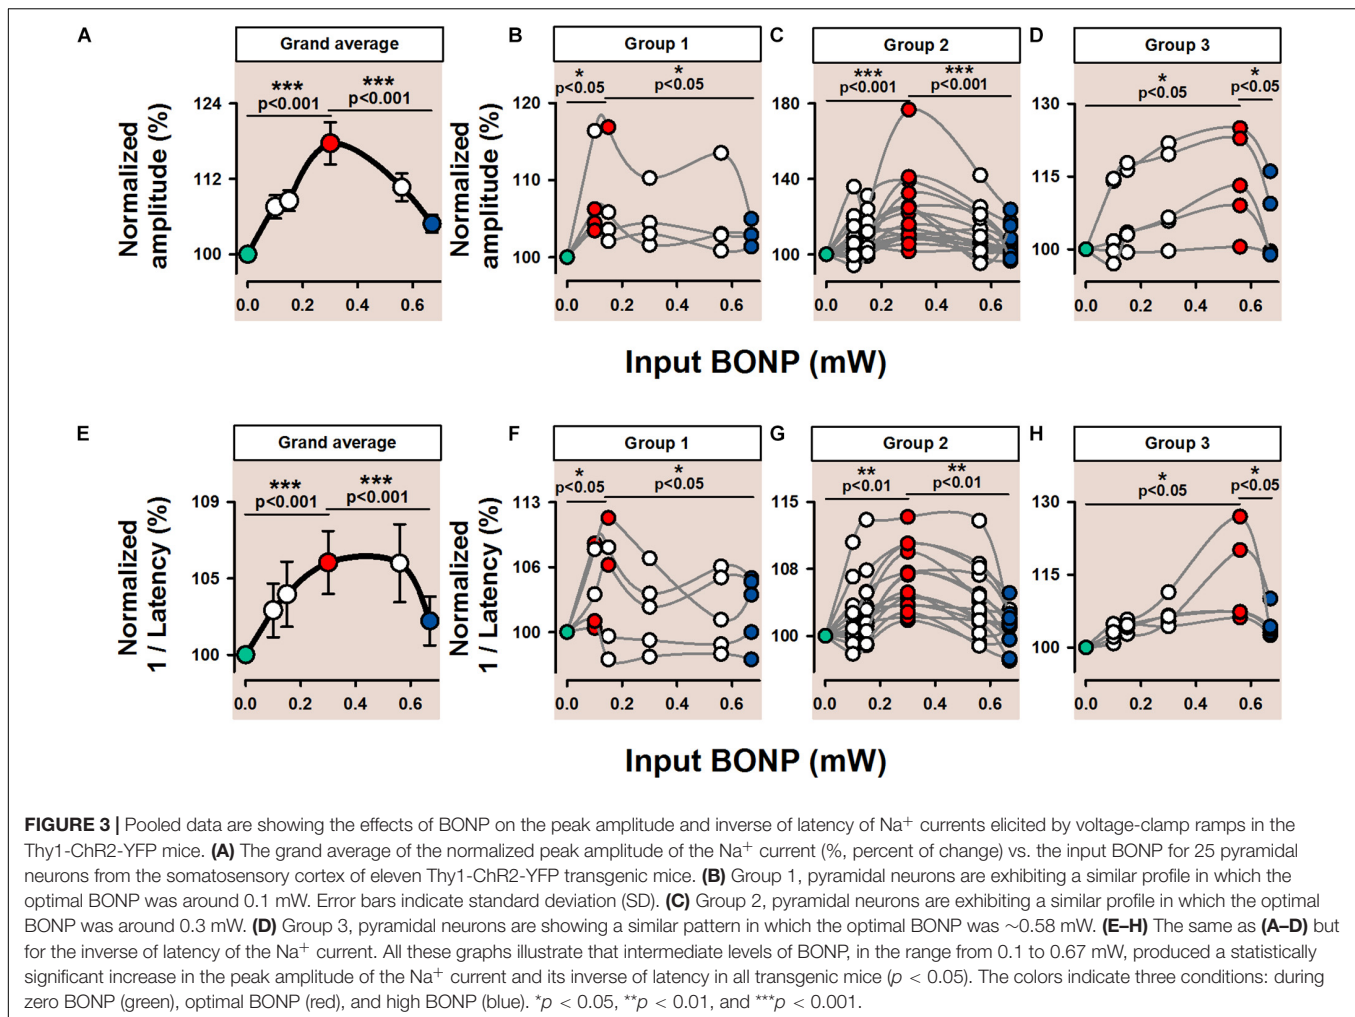 A
Grand average
***
p<0.001
***
p<0.001
Normalized
amplitude (%)
124
112
100
0.0 0.2 0.4 0.6
B
Group 1
*
p<0.05
*
p<0.05
120
110
100
0.0 0.2 0.4 0.6
C
Group 2
***
p<0.001
***
p<0.001
180
140
100
0.0 0.2 0.4 0.6
D
Group 3
*
p<0.05
*
p<0.05
130
115
100
0.0 0.2 0.4 0.6
Normalized
amplitude (%)
Input BONP (mW)
E
Grand average
***
p<0.001
***
p<0.001
Normalized
1 / Latency (%)
109
105
100
0.0 0.2 0.4 0.6
F
Group 1
*
p<0.05
*
p<0.05
Normalized
1 / Latency (%)
113
106
100
0.0 0.2 0.4 0.6
G
Group 2
**
p<0.01
**
p<0.01
115
108
100
0.0 0.2 0.4 0.6
H
Group 3
*
p<0.05
*
p<0.05
130
115
100
0.0 0.2 0.4 0.6
Input BONP (mW)
FIGURE 3 | Pooled data are showing the effects of BONP on the peak amplitude and inverse of latency of Na⁺ currents elicited by voltage-clamp ramps in the
Thy1-ChR2-YFP mice. (A) The grand average of the normalized peak amplitude of the Na⁺ current (%, percent of change) vs. the input BONP for 25 pyramidal
neurons from the somatosensory cortex of eleven Thy1-ChR2-YFP transgenic mice. (B) Group 1, pyramidal neurons are exhibiting a similar profile in which the
optimal BONP was around 0.1 mW. Error bars indicate standard deviation (SD). (C) Group 2, pyramidal neurons are exhibiting a similar profile in which the optimal
BONP was around 0.3 mW. (D) Group 3, pyramidal neurons are showing a similar pattern in which the optimal BONP was ~0.58 mW. (E–H) The same as (A–D) but
for the inverse of latency of the Na⁺ current. All these graphs illustrate that intermediate levels of BONP, in the range from 0.1 to 0.67 mW, produced a statistically
significant increase in the peak amplitude of the Na⁺ current and its inverse of latency in all transgenic mice (p < 0.05). The colors indicate three conditions: during
zero BONP (green), optimal BONP (red), and high BONP (blue). *p < 0.05, **p < 0.01, and ***p < 0.001.